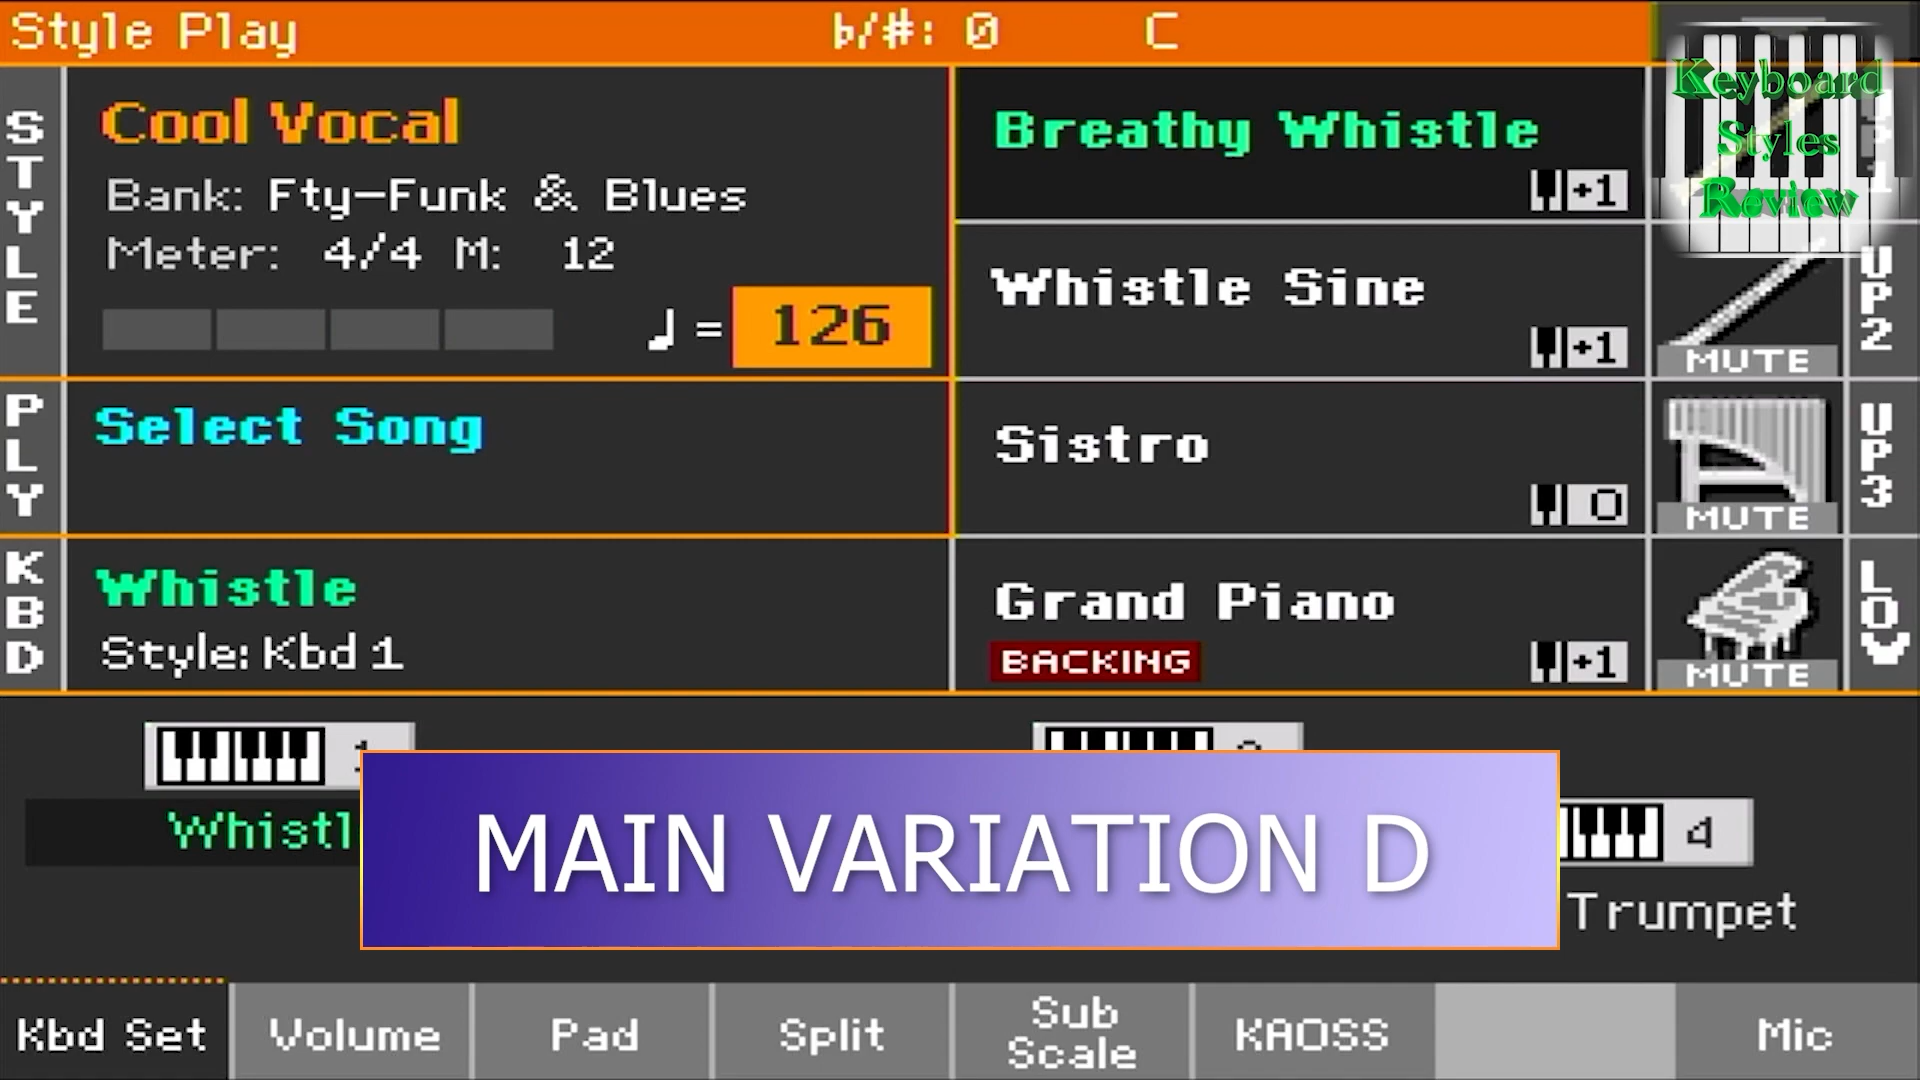 Style Play b/#: 0 C
Keyboard
Styles
Review
STYLE
Cool Vocal
Bank: Fty-Funk & Blues
Meter: 4/4 M: 12
♩ = 126
Breathy Whistle
+1
UP1
Whistle Sine
+1
MUTE
UP2
PLY
Select Song
Sistro
0
MUTE
UP3
KBD
Whistle
Style: Kbd 1
Grand Piano
BACKING
+1
MUTE
LOW
1
Whistl
MAIN VARIATION D
4
Trumpet
Kbd Set Volume Pad Split Sub Scale KAOSS Mic